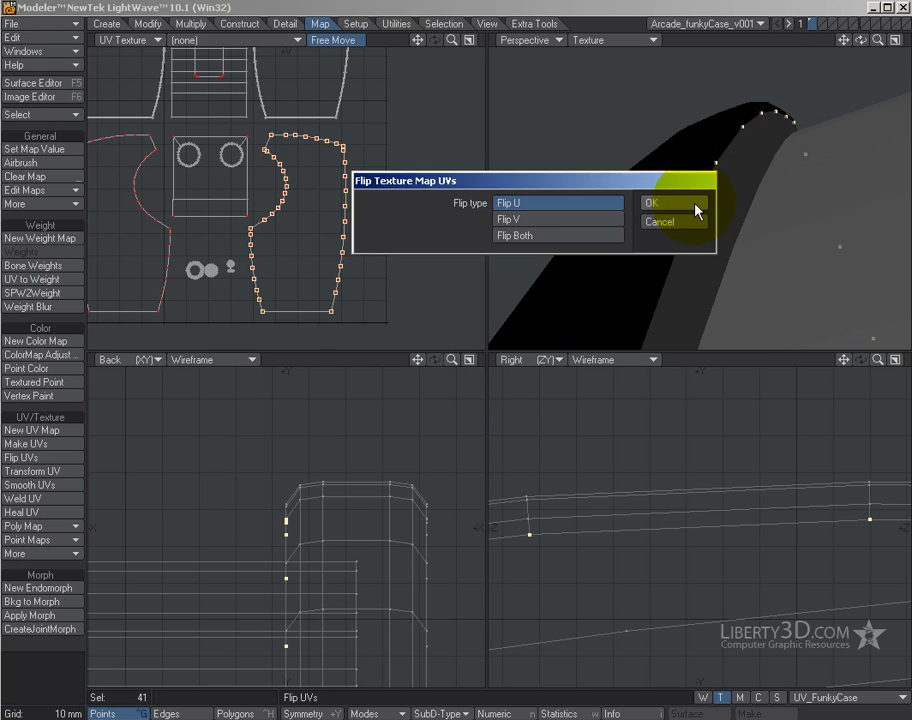 Modeler™ NewTek LightWave™ 10.1 (Win32)
File Create Modify Multiply Construct Detail Map Setup Utilities Selection View Extra Tools Arcade_funkyCase_v001 1
Edit UV Texture (none) Free Move Perspective Texture
Windows
Help
Surface Editor F5
Image Editor F6
Select
General
Set Map Value
Airbrush
Clear Map _
Edit Maps
More
Weight
New Weight Map
Weights
Bone Weights
UV to Weight
SPW2Weight
Weight Blur
Color
New Color Map
ColorMap Adjust ...
Point Color
Textured Point
Vertex Paint
UV/Texture
New UV Map
Make UVs
Flip UVs
Transform UV
Smooth UVs
Weld UV
Heal UV
Poly Map
Point Maps
More
Morph
New Endomorph
Bkg to Morph
Apply Morph
CreateJointMorph
Flip Texture Map UVs
Flip type Flip U OK
Flip V Cancel
Flip Both
Back (XY) Wireframe Right (ZY) Wireframe
LIBERTY3D.COM
Computer Graphic Resources
Sel: 41 Flip UVs W T M C S UV_FunkyCase
Grid: 10 mm Points ^G Edges Polygons ^H Symmetry +Y Modes SubD-Type Numeric n Statistics w Info i Surface Make